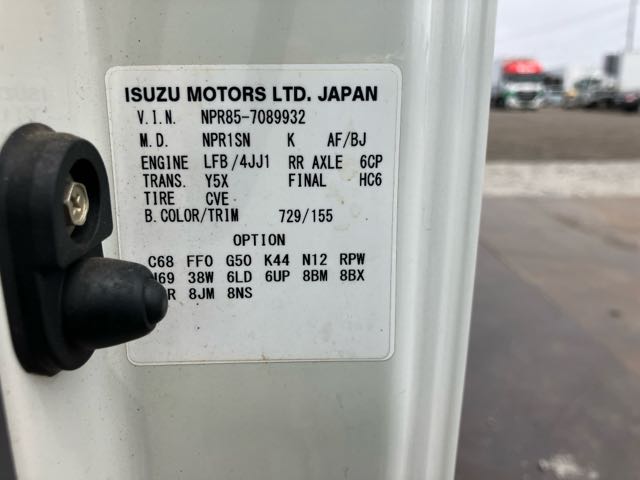 ISUZU MOTORS LTD. JAPAN
V.I.N. NPR85-7089932
M.D. NPR1SN K AF/BJ
ENGINE LFB/4JJ1 RR AXLE 6CP
TRANS. Y5X FINAL HC6
TIRE CVE
B.COLOR/TRIM 729/155
OPTION
C68 FF0 G50 K44 N12 RPW
38W 6LD 6UP 8BM 8BX
8JM 8NS